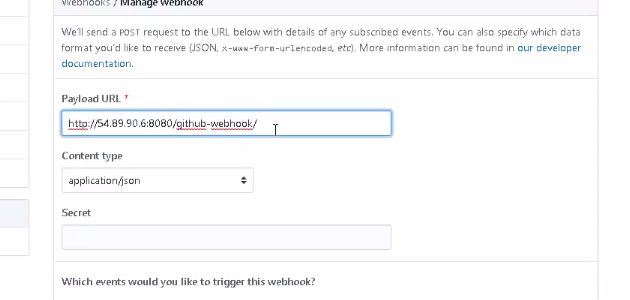 Webhooks / Manage webhook
We'll send a POST request to the URL below with details of any subscribed events. You can also specify which data
format you'd like to receive (JSON, x-www-form-urlencoded, etc). More information can be found in our developer
documentation.
Payload URL *
http://54.89.90.6:8080/github-webhook/
Content type
application/json
Secret
Which events would you like to trigger this webhook?